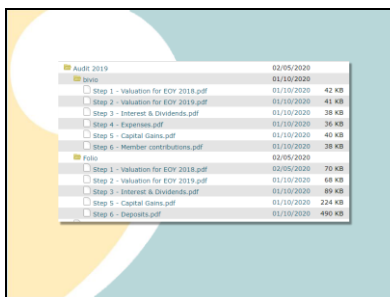 Audit 2019 02/05/2020
bivio 01/10/2020
Step 1 - Valuation for EOY 2018.pdf 01/10/2020 42 KB
Step 2 - Valuation for EOY 2019.pdf 01/10/2020 41 KB
Step 3 - Interest & Dividends.pdf 01/10/2020 38 KB
Step 4 - Expenses.pdf 01/10/2020 36 KB
Step 5 - Capital Gains.pdf 01/10/2020 40 KB
Step 6 - Member contributions.pdf 01/10/2020 38 KB
Folio 02/05/2020
Step 1 - Valuation for EOY 2018.pdf 02/05/2020 70 KB
Step 2 - Valuation for EOY 2019.pdf 01/10/2020 68 KB
Step 3 - Interest & Dividends.pdf 01/10/2020 89 KB
Step 5 - Capital Gains.pdf 01/10/2020 224 KB
Step 6 - Deposits.pdf 01/10/2020 490 KB